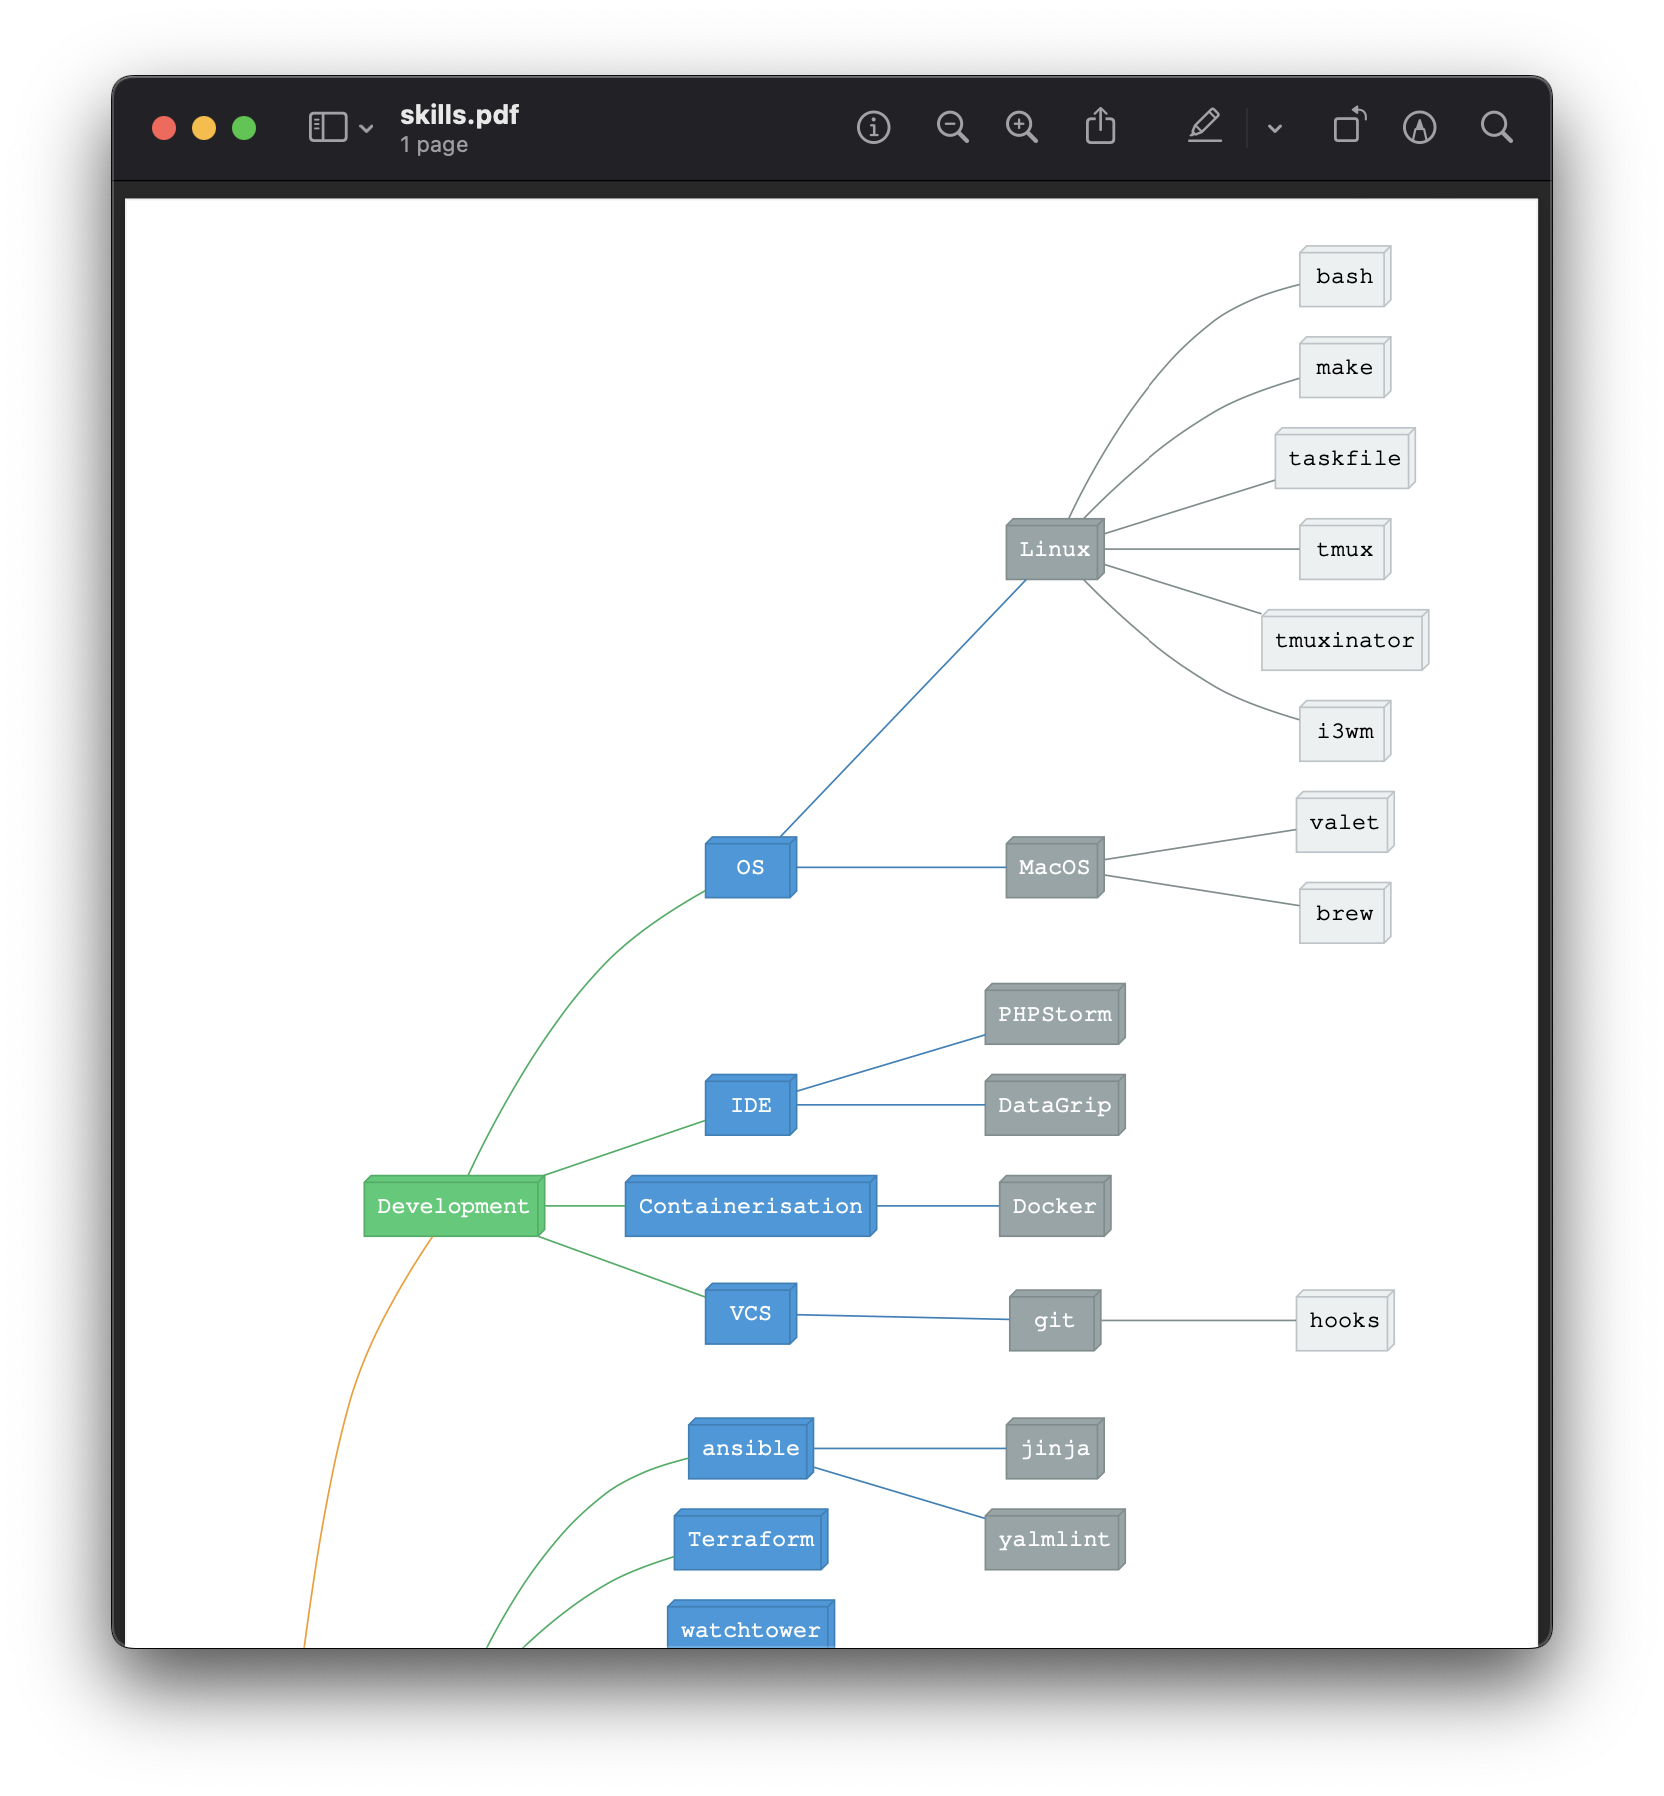 skills.pdf
1 page
bash
make
taskfile
Linux
tmux
tmuxinator
i3wm
valet
OS
MacOS
brew
PHPStorm
IDE
DataGrip
Development
Containerisation
Docker
VCS
git
hooks
ansible
jinja
Terraform
yalmlint
watchtower